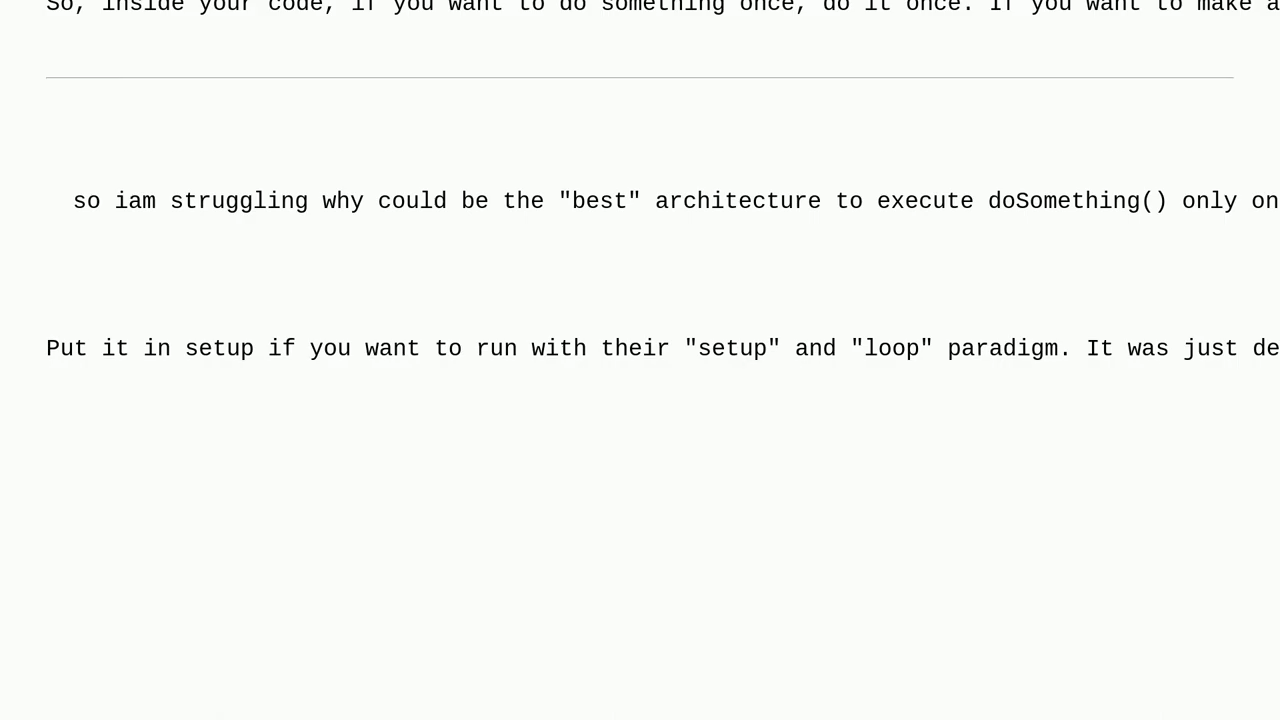 So, inside your code, if you want to do something once, do it once. If you want to make a
so iam struggling why could be the "best" architecture to execute doSomething() only on
Put it in setup if you want to run with their "setup" and "loop" paradigm. It was just de